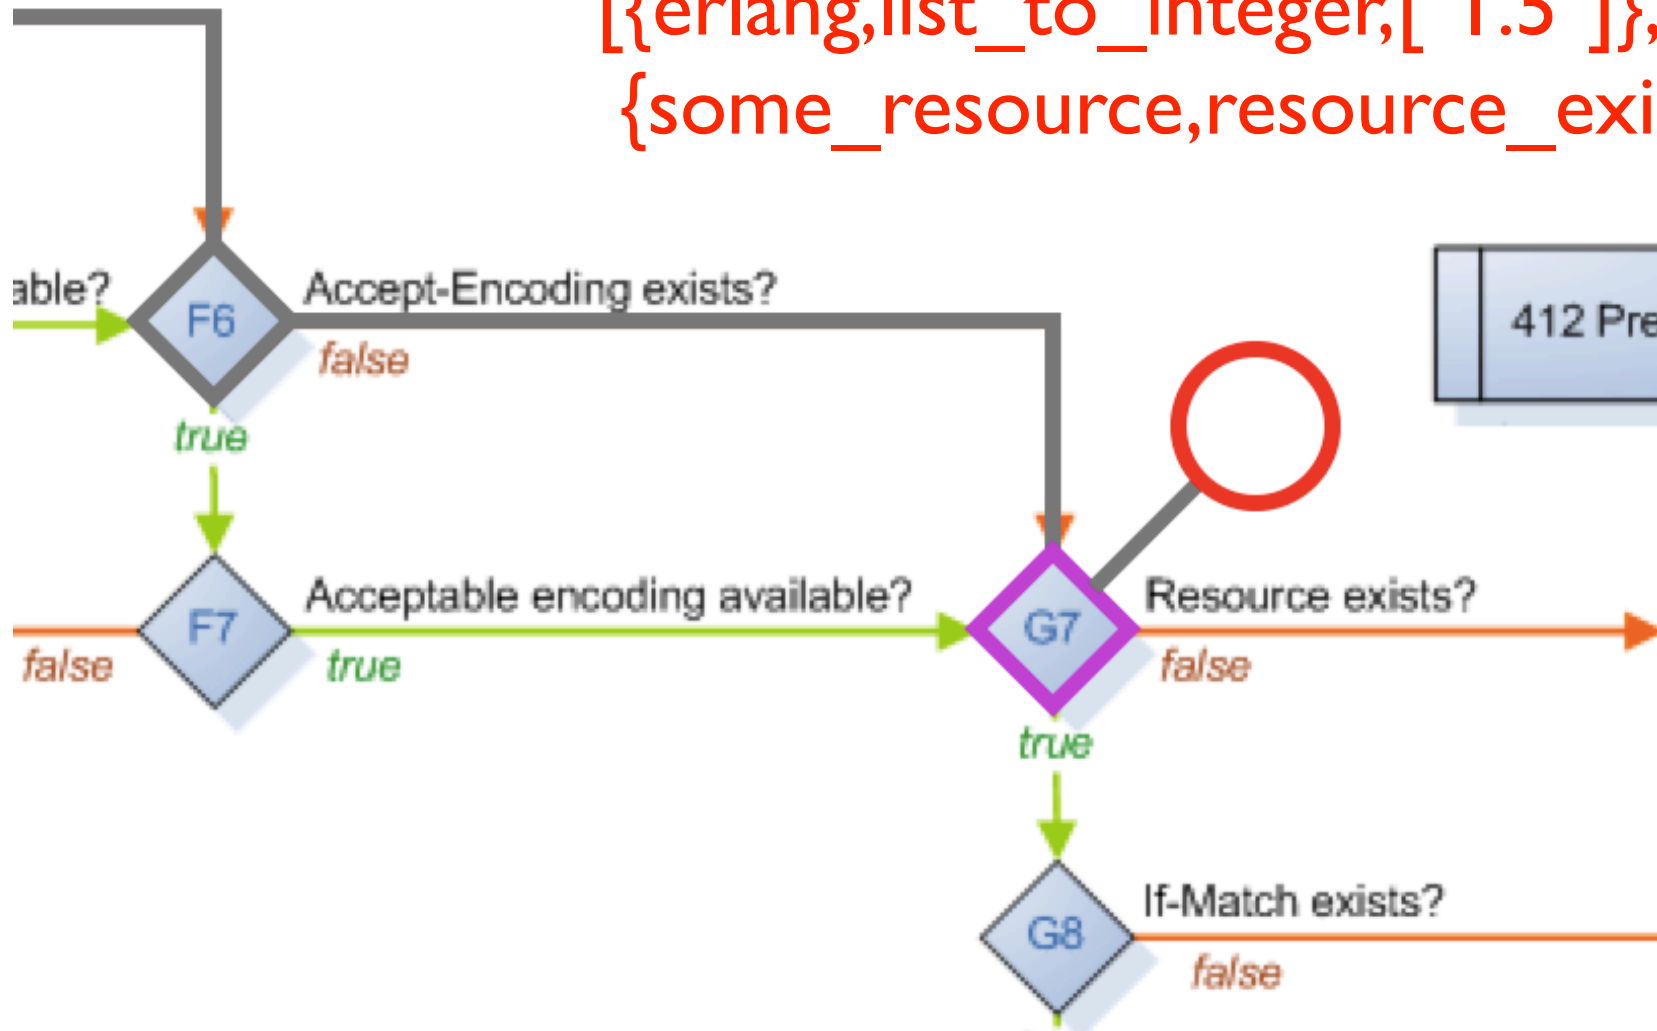 [{erlang,list_to_integer,["1.5"]},
{some_resource,resource_exi
able?
F6
Accept-Encoding exists?
false
412 Pre
true
F7
Acceptable encoding available?
G7
Resource exists?
false
true
false
true
G8
If-Match exists?
false